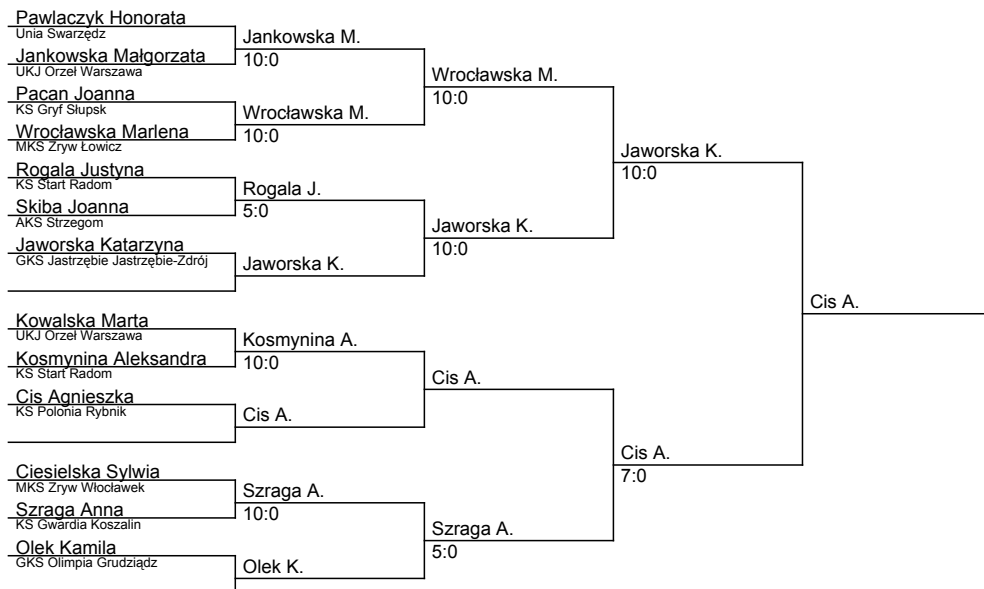 Pawlaczyk Honorata
Unia Swarzędz
Jankowska M.
10:0
Jankowska Małgorzata
UKJ Orzeł Warszawa
Wrocławska M.
10:0
Pacan Joanna
KS Gryf Słupsk
Wrocławska M.
10:0
Wrocławska Marlena
MKS Zryw Łowicz
Jaworska K.
10:0
Rogala Justyna
KS Start Radom
Rogala J.
5:0
Skiba Joanna
AKS Strzegom
Jaworska K.
10:0
Jaworska Katarzyna
GKS Jastrzębie Jastrzębie-Zdrój
Jaworska K.
Cis A.
Kowalska Marta
UKJ Orzeł Warszawa
Kosmynina A.
10:0
Kosmynina Aleksandra
KS Start Radom
Cis A.
Cis Agnieszka
KS Polonia Rybnik
Cis A.
Cis A.
7:0
Ciesielska Sylwia
MKS Zryw Włocławek
Szraga A.
10:0
Szraga Anna
KS Gwardia Koszalin
Szraga A.
5:0
Olek Kamila
GKS Olimpia Grudziądz
Olek K.